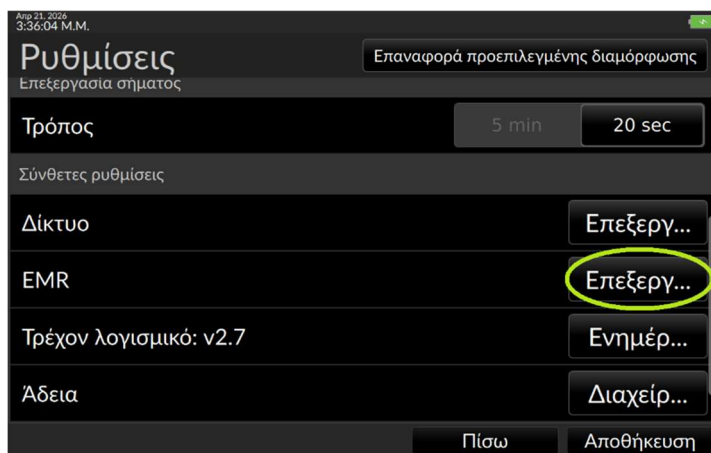 Απρ 21, 2026
3:36:04 Μ.Μ.
Ρυθμίσεις
Επαναφορά προεπιλεγμένης διαμόρφωσης
Επεξεργασία σήματος
Τρόπος
5 min
20 sec
Σύνθετες ρυθμίσεις
Δίκτυο
Επεξεργ...
EMR
Επεξεργ...
Τρέχον λογισμικό: v2.7
Ενημέρ...
Άδεια
Διαχείρ...
Πίσω
Αποθήκευση